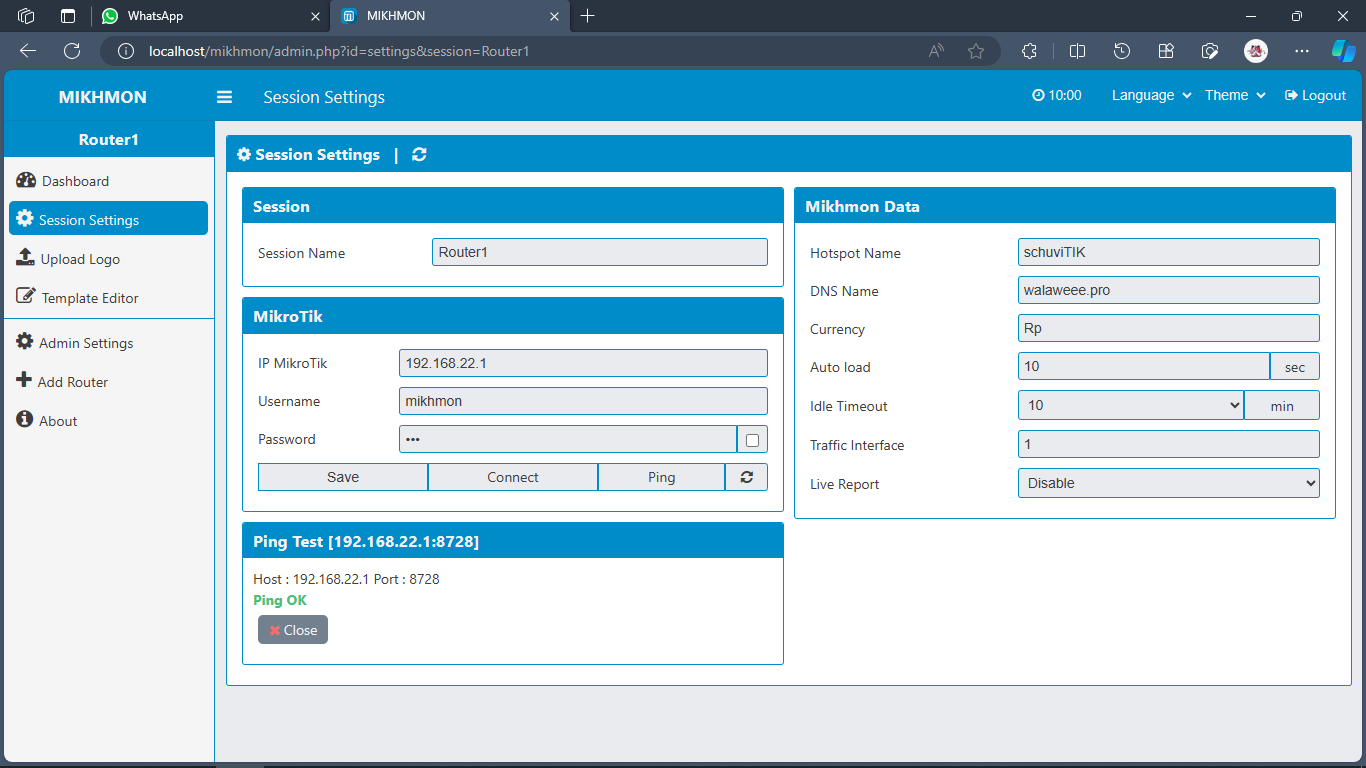 WhatsApp
MIKHMON
localhost/mikhmon/admin.php?id=settings&session=Router1
MIKHMON
Session Settings
10:00
Language
Theme
Logout
Router1
Dashboard
Session Settings
Upload Logo
Template Editor
Admin Settings
Add Router
About
Session Settings |
Session
Session Name
Router1
MikroTik
IP MikroTik
192.168.22.1
Username
mikhmon
Password
•••
Save
Connect
Ping
Ping Test [192.168.22.1:8728]
Host : 192.168.22.1 Port : 8728
Ping OK
Close
Mikhmon Data
Hotspot Name
schuviTIK
DNS Name
walaweee.pro
Currency
Rp
Auto load
10
sec
Idle Timeout
10
min
Traffic Interface
1
Live Report
Disable